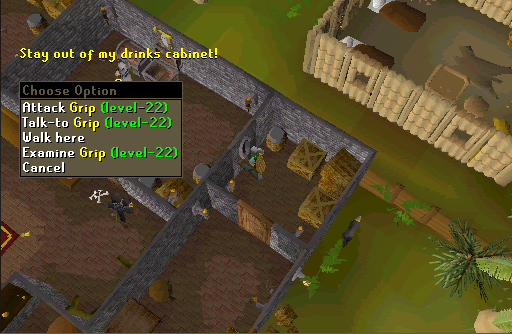 Stay out of my drinks cabinet!
Choose Option
Attack Grip (level-22)
Talk-to Grip (level-22)
Walk here
Examine Grip (level-22)
Cancel